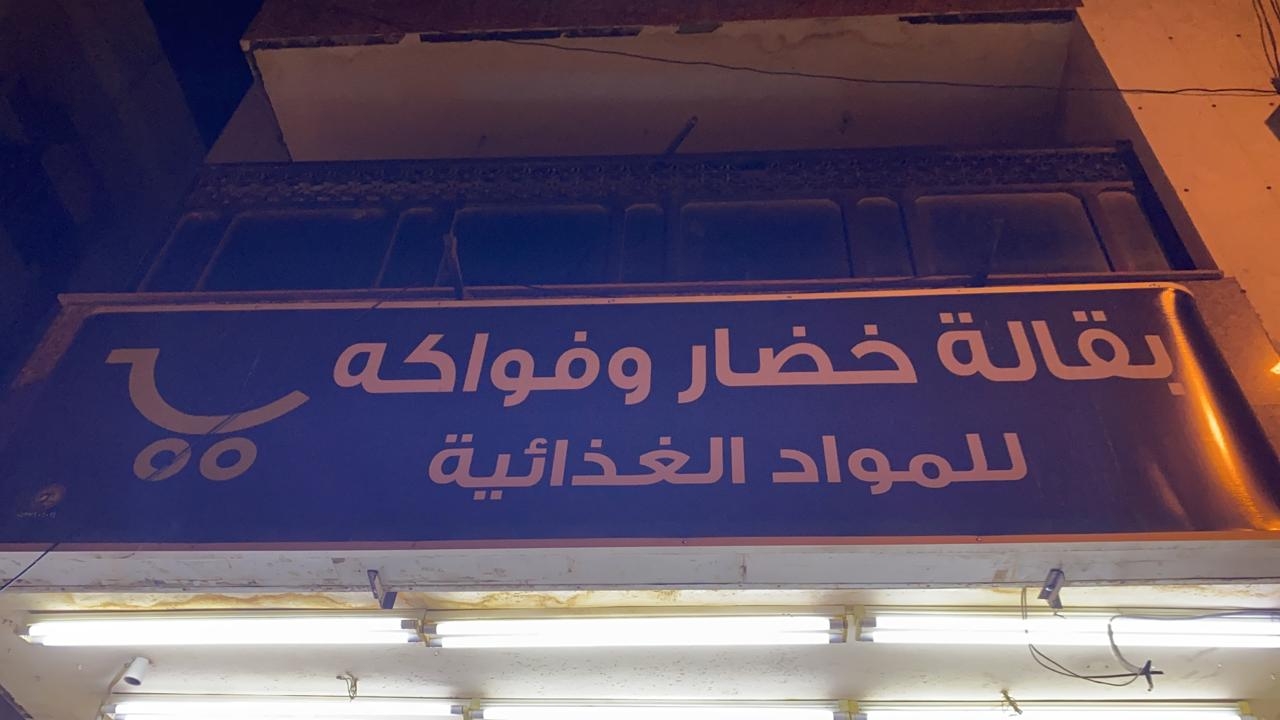 بقالة خضار وفواكه
للمواد الغذائية